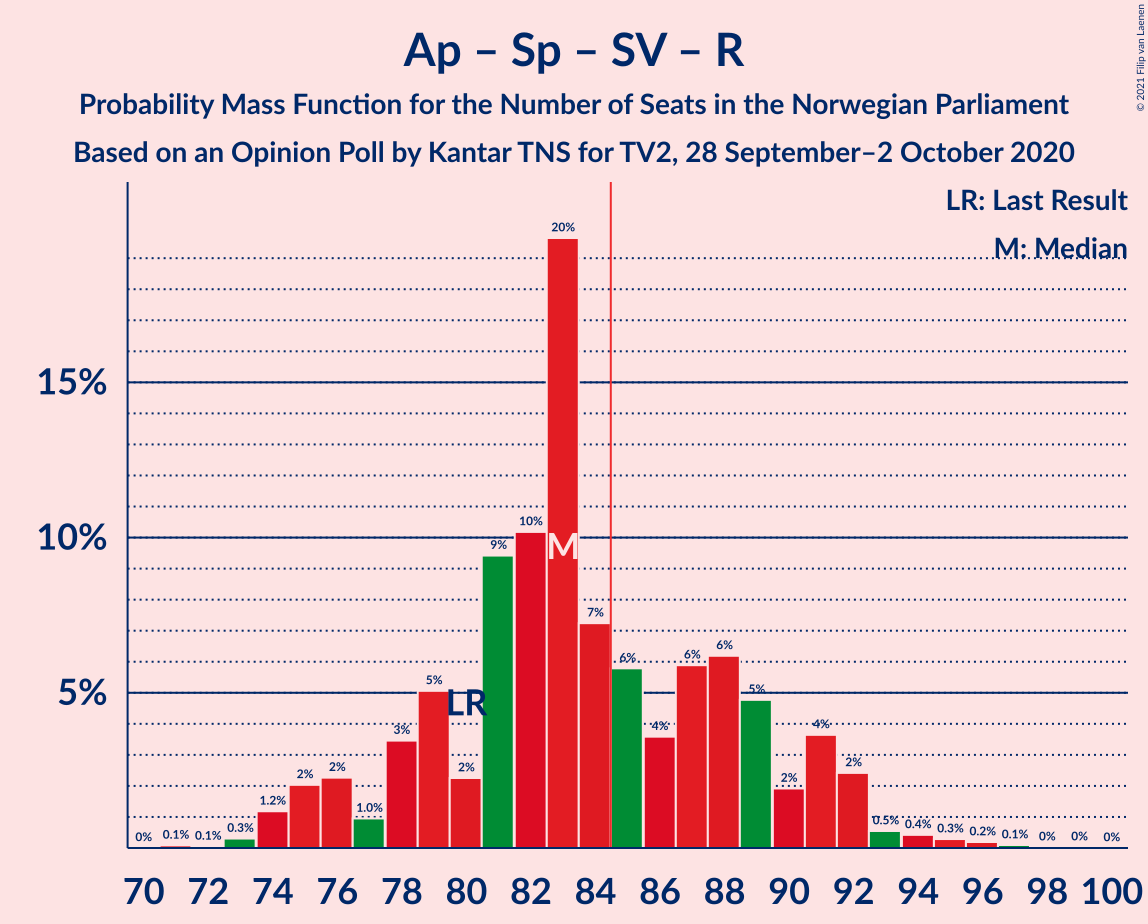 Ap – Sp – SV – R
Probability Mass Function for the Number of Seats in the Norwegian Parliament
Based on an Opinion Poll by Kantar TNS for TV2, 28 September–2 October 2020
© 2021 Filip van Laenen
LR: Last Result
M: Median
15%
10%
5%
0% 0.1% 0.1% 0.3% 1.2% 2% 2% 1.0% 3% 5% 2% 9% 10% 20% 7% 6% 4% 6% 6% 5% 2% 4% 2% 0.5% 0.4% 0.3% 0.2% 0.1% 0% 0% 0%
LR
M
70 72 74 76 78 80 82 84 86 88 90 92 94 96 98 100